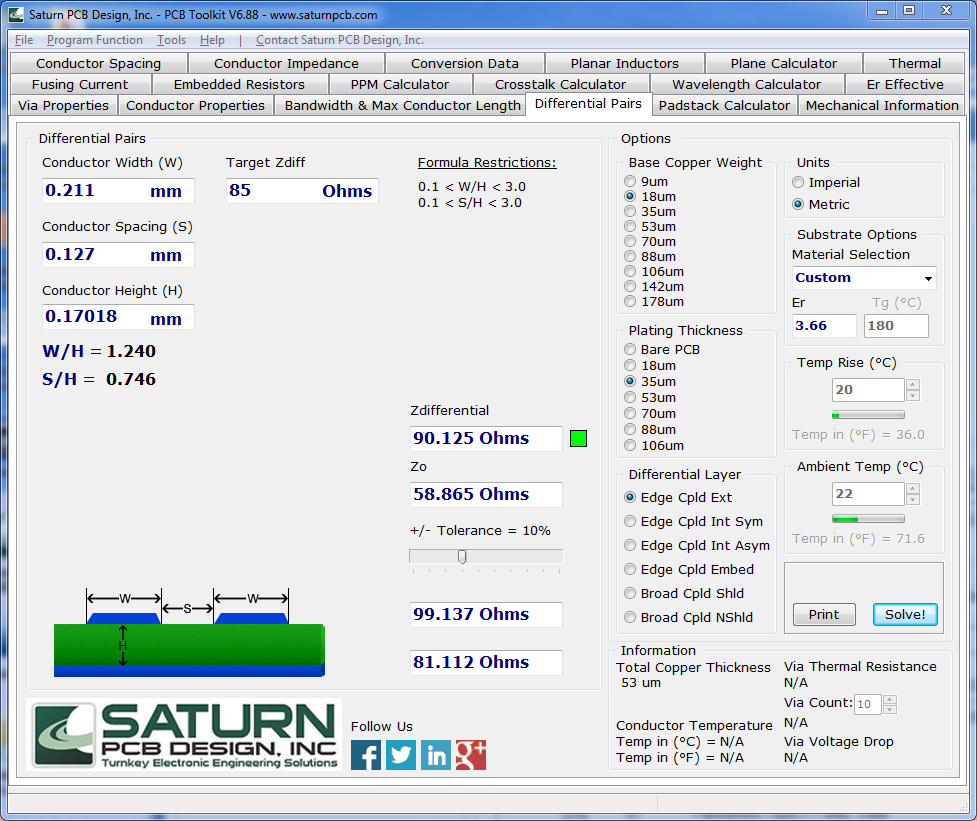 Saturn PCB Design, Inc. - PCB Toolkit V6.88 - www.saturnpcb.com
File Program Function Tools Help | Contact Saturn PCB Design, Inc.
Conductor Spacing Conductor Impedance Conversion Data Planar Inductors Plane Calculator Thermal
Fusing Current Embedded Resistors PPM Calculator Crosstalk Calculator Wavelength Calculator Er Effective
Via Properties Conductor Properties Bandwidth & Max Conductor Length Differential Pairs Padstack Calculator Mechanical Information
Differential Pairs
Conductor Width (W)
0.211 mm
Target Zdiff
85 Ohms
Formula Restrictions:
0.1 < W/H < 3.0
0.1 < S/H < 3.0
Conductor Spacing (S)
0.127 mm
Conductor Height (H)
0.17018 mm
W/H = 1.240
S/H = 0.746
Zdifferential
90.125 Ohms
Zo
58.865 Ohms
+/- Tolerance = 10%
99.137 Ohms
81.112 Ohms
W S W
H
SATURN
PCB DESIGN, INC
Turnkey Electronic Engineering Solutions
Follow Us
f in g+
Options
Base Copper Weight
9um
18um
35um
53um
70um
88um
106um
142um
178um
Units
Imperial
Metric
Substrate Options
Material Selection
Custom
Er Tg (°C)
3.66 180
Plating Thickness
Bare PCB
18um
35um
53um
70um
88um
106um
Temp Rise (°C)
20
Temp in (°F) = 36.0
Differential Layer
Edge Cpld Ext
Edge Cpld Int Sym
Edge Cpld Int Asym
Edge Cpld Embed
Broad Cpld Shld
Broad Cpld NShld
Ambient Temp (°C)
22
Temp in (°F) = 71.6
Print Solve!
Information
Total Copper Thickness
53 um
Conductor Temperature
Temp in (°C) = N/A
Temp in (°F) = N/A
Via Thermal Resistance
N/A
Via Count: 10
N/A
Via Voltage Drop
N/A